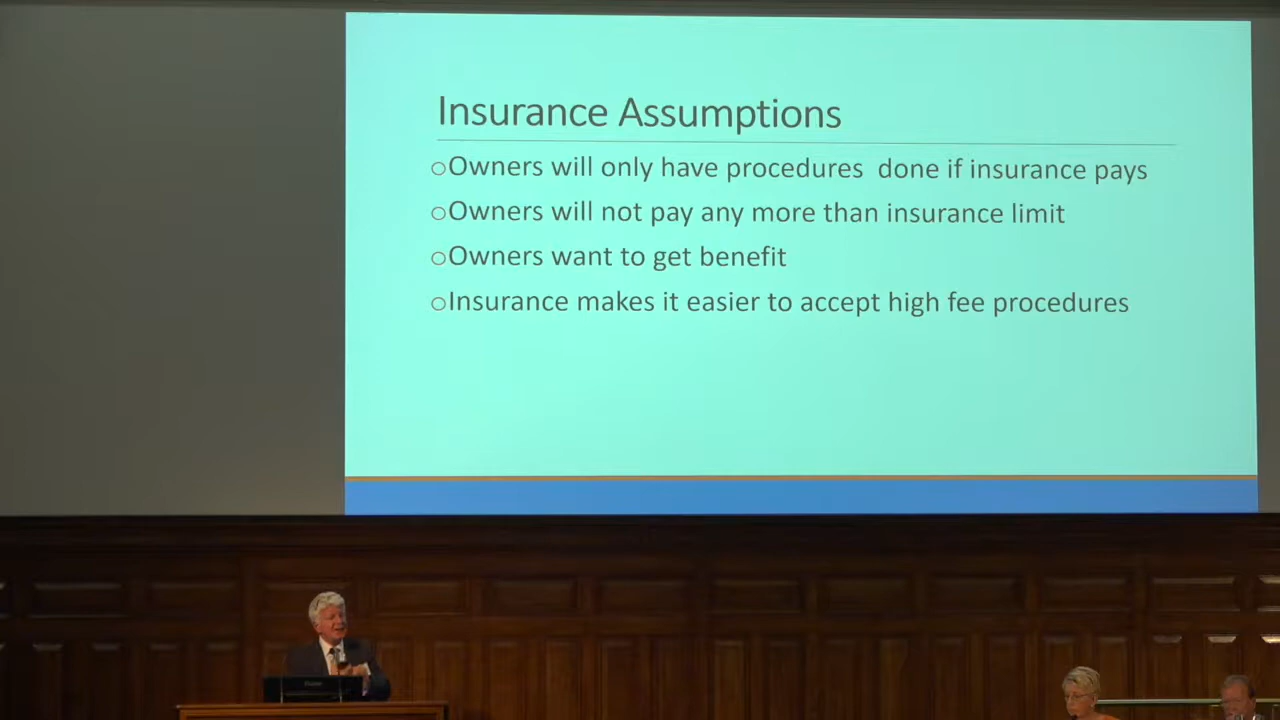 Insurance Assumptions
○Owners will only have procedures done if insurance pays
○Owners will not pay any more than insurance limit
○Owners want to get benefit
○Insurance makes it easier to accept high fee procedures